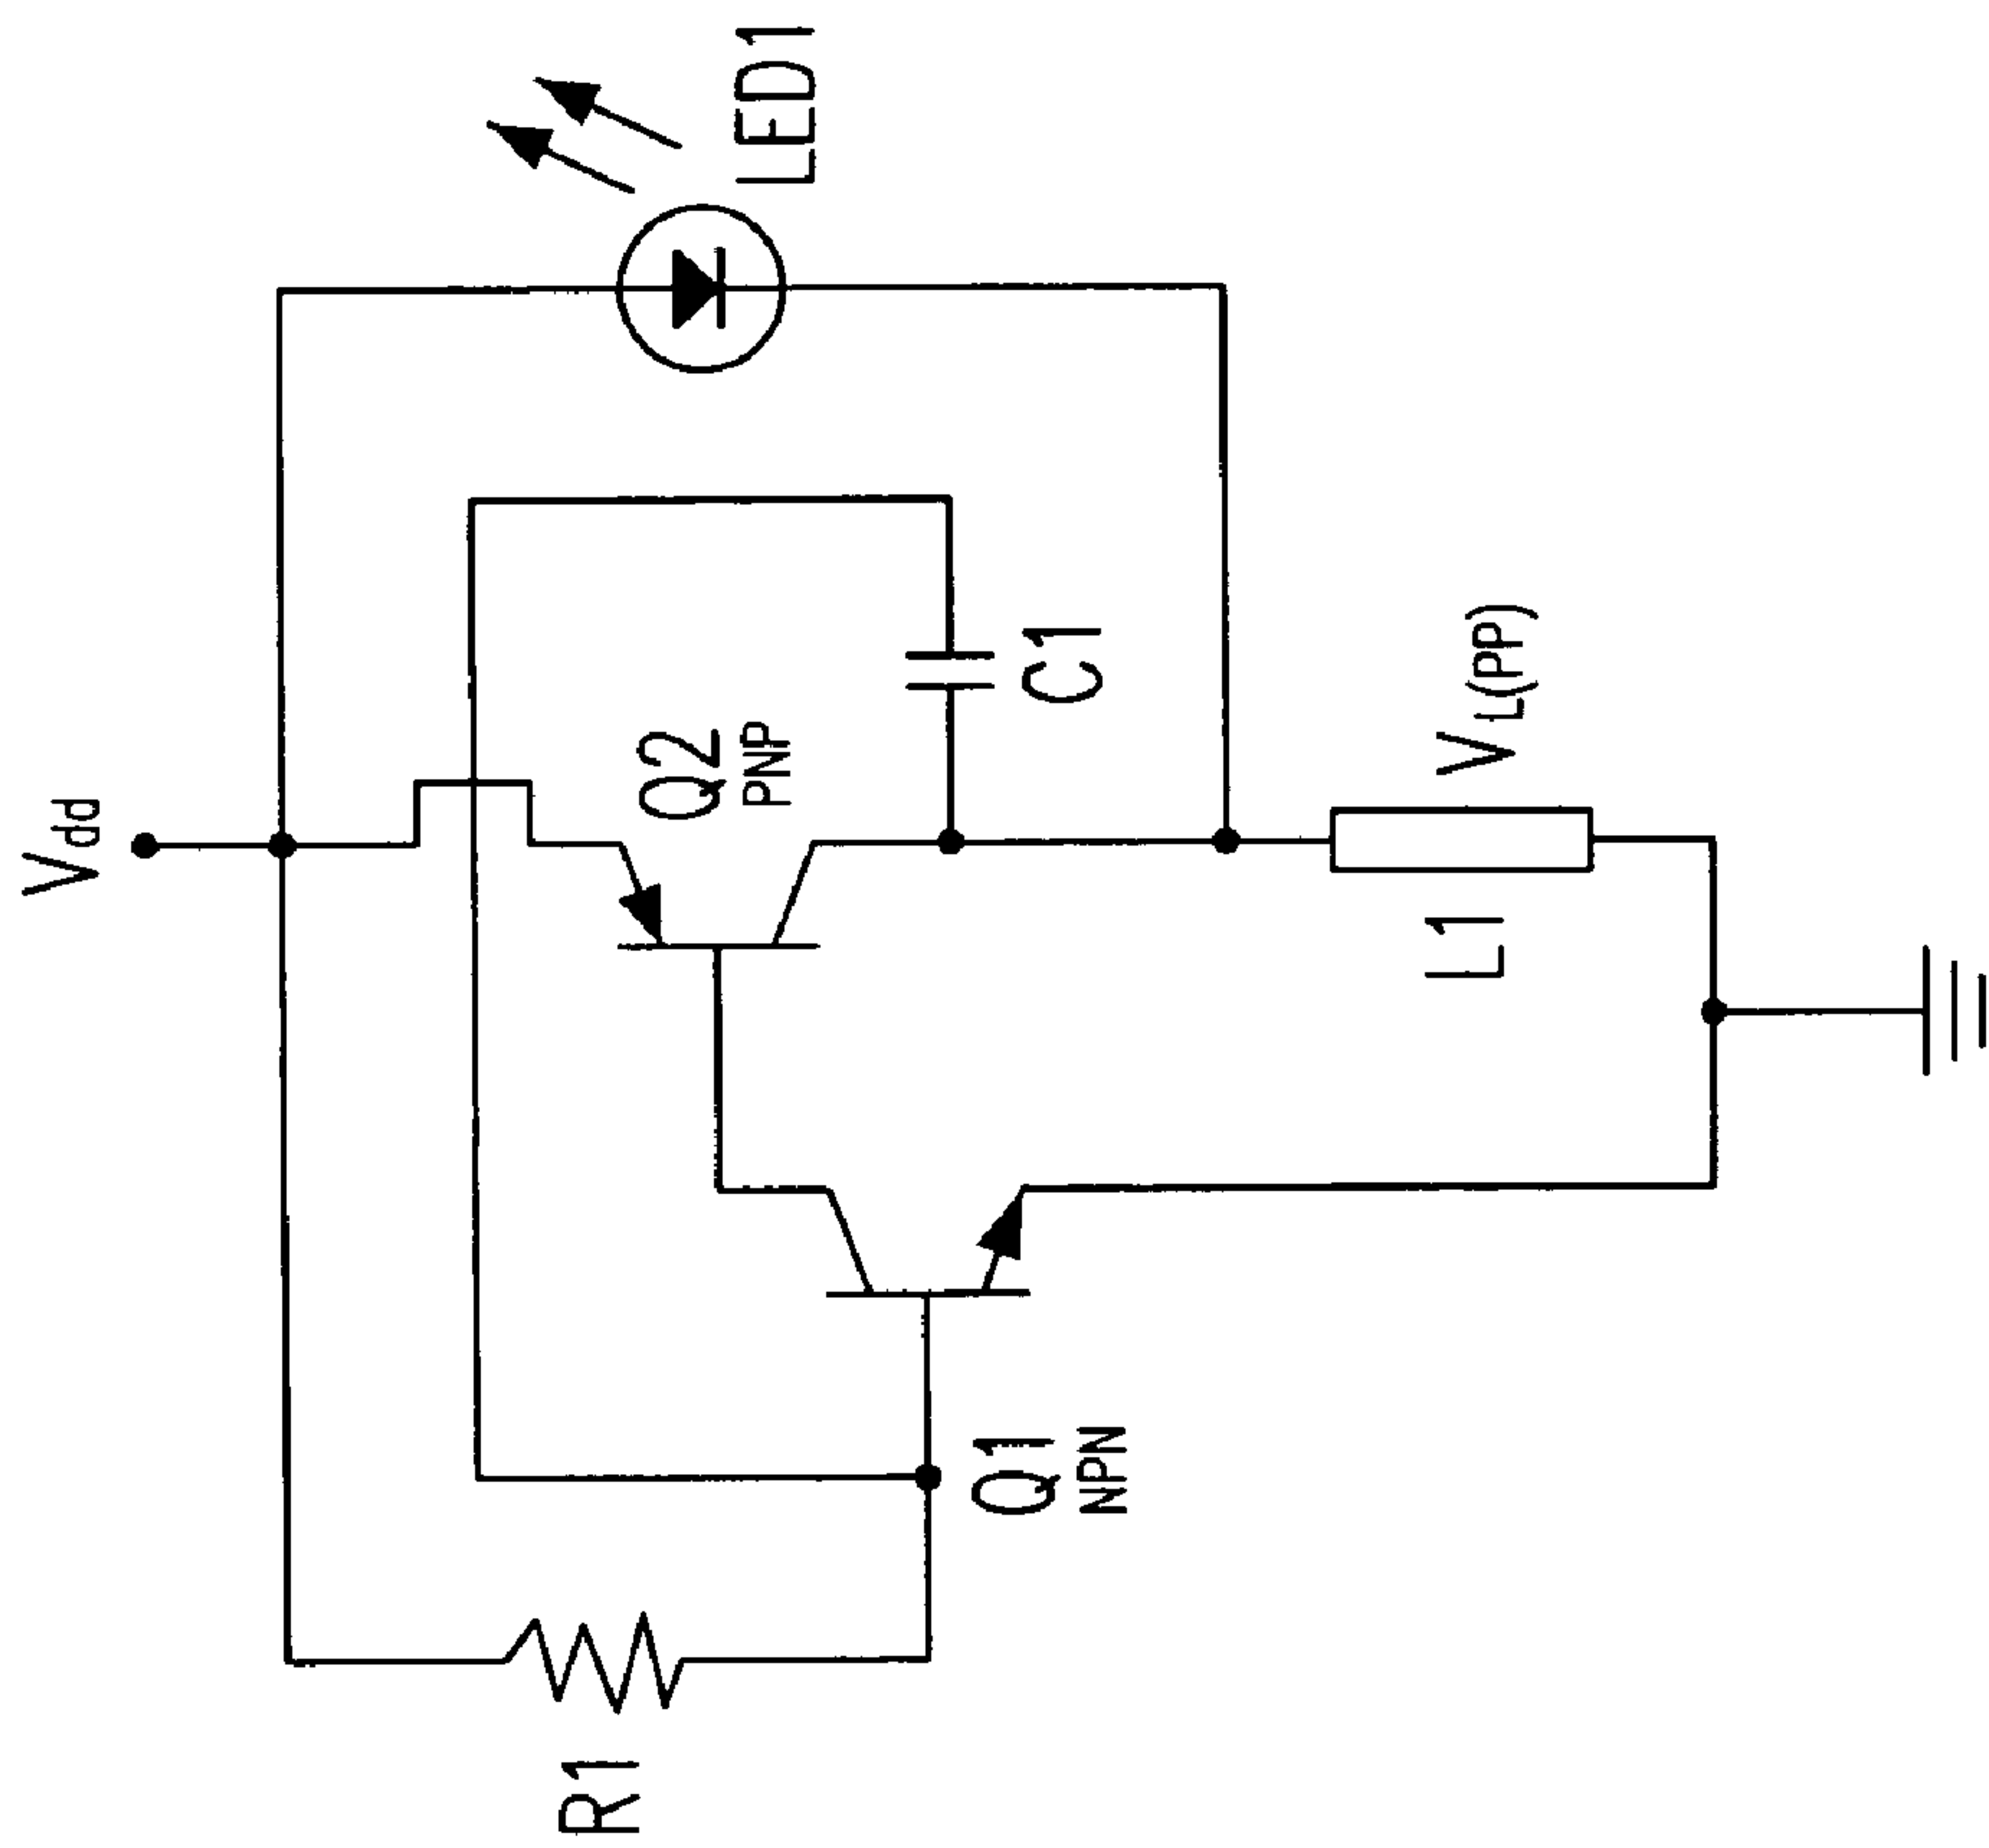 R1
Q1
NPN
Q2
PNP
C1
LED1
Vdd
L1
VL(PP)